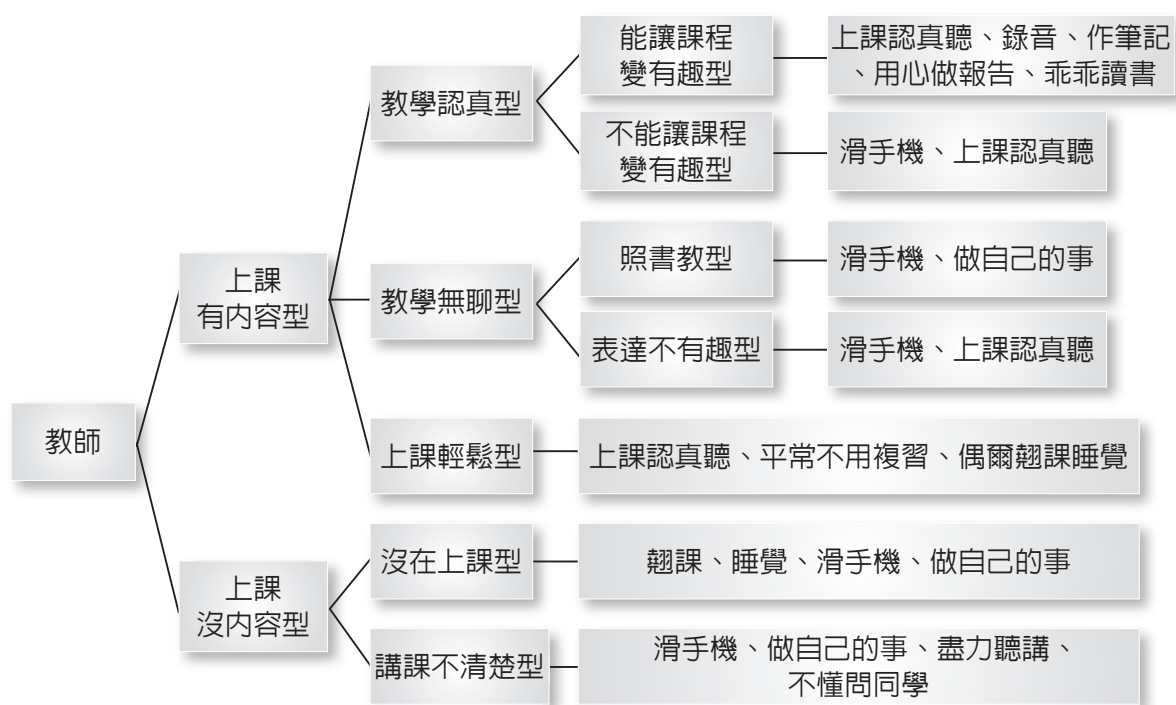 能讓課程
變有趣型
上課認真聽、錄音、作筆記
、用心做報告、乖乖讀書
教學認真型
不能讓課程
變有趣型
滑手機、上課認真聽
上課
有內容型
教學無聊型
照書教型
滑手機、做自己的事
表達不有趣型
滑手機、上課認真聽
教師
上課輕鬆型
上課認真聽、平常不用複習、偶爾翹課睡覺
上課
沒內容型
沒在上課型
翹課、睡覺、滑手機、做自己的事
講課不清楚型
滑手機、做自己的事、盡力聽講、
不懂問同學